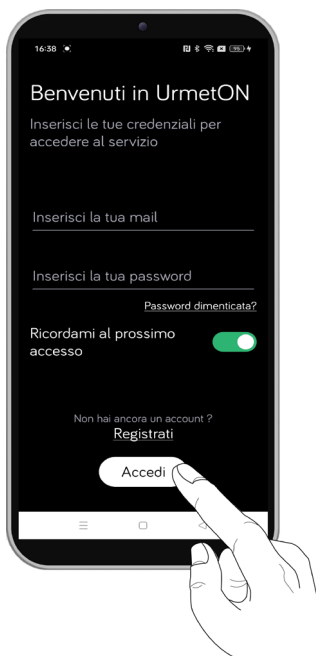 16:38
Benvenuti in UrmetON
Inserisci le tue credenziali per
accedere al servizio
Inserisci la tua mail
Inserisci la tua password
Password dimenticata?
Ricordami al prossimo
accesso
Non hai ancora un account ?
Registrati
Accedi